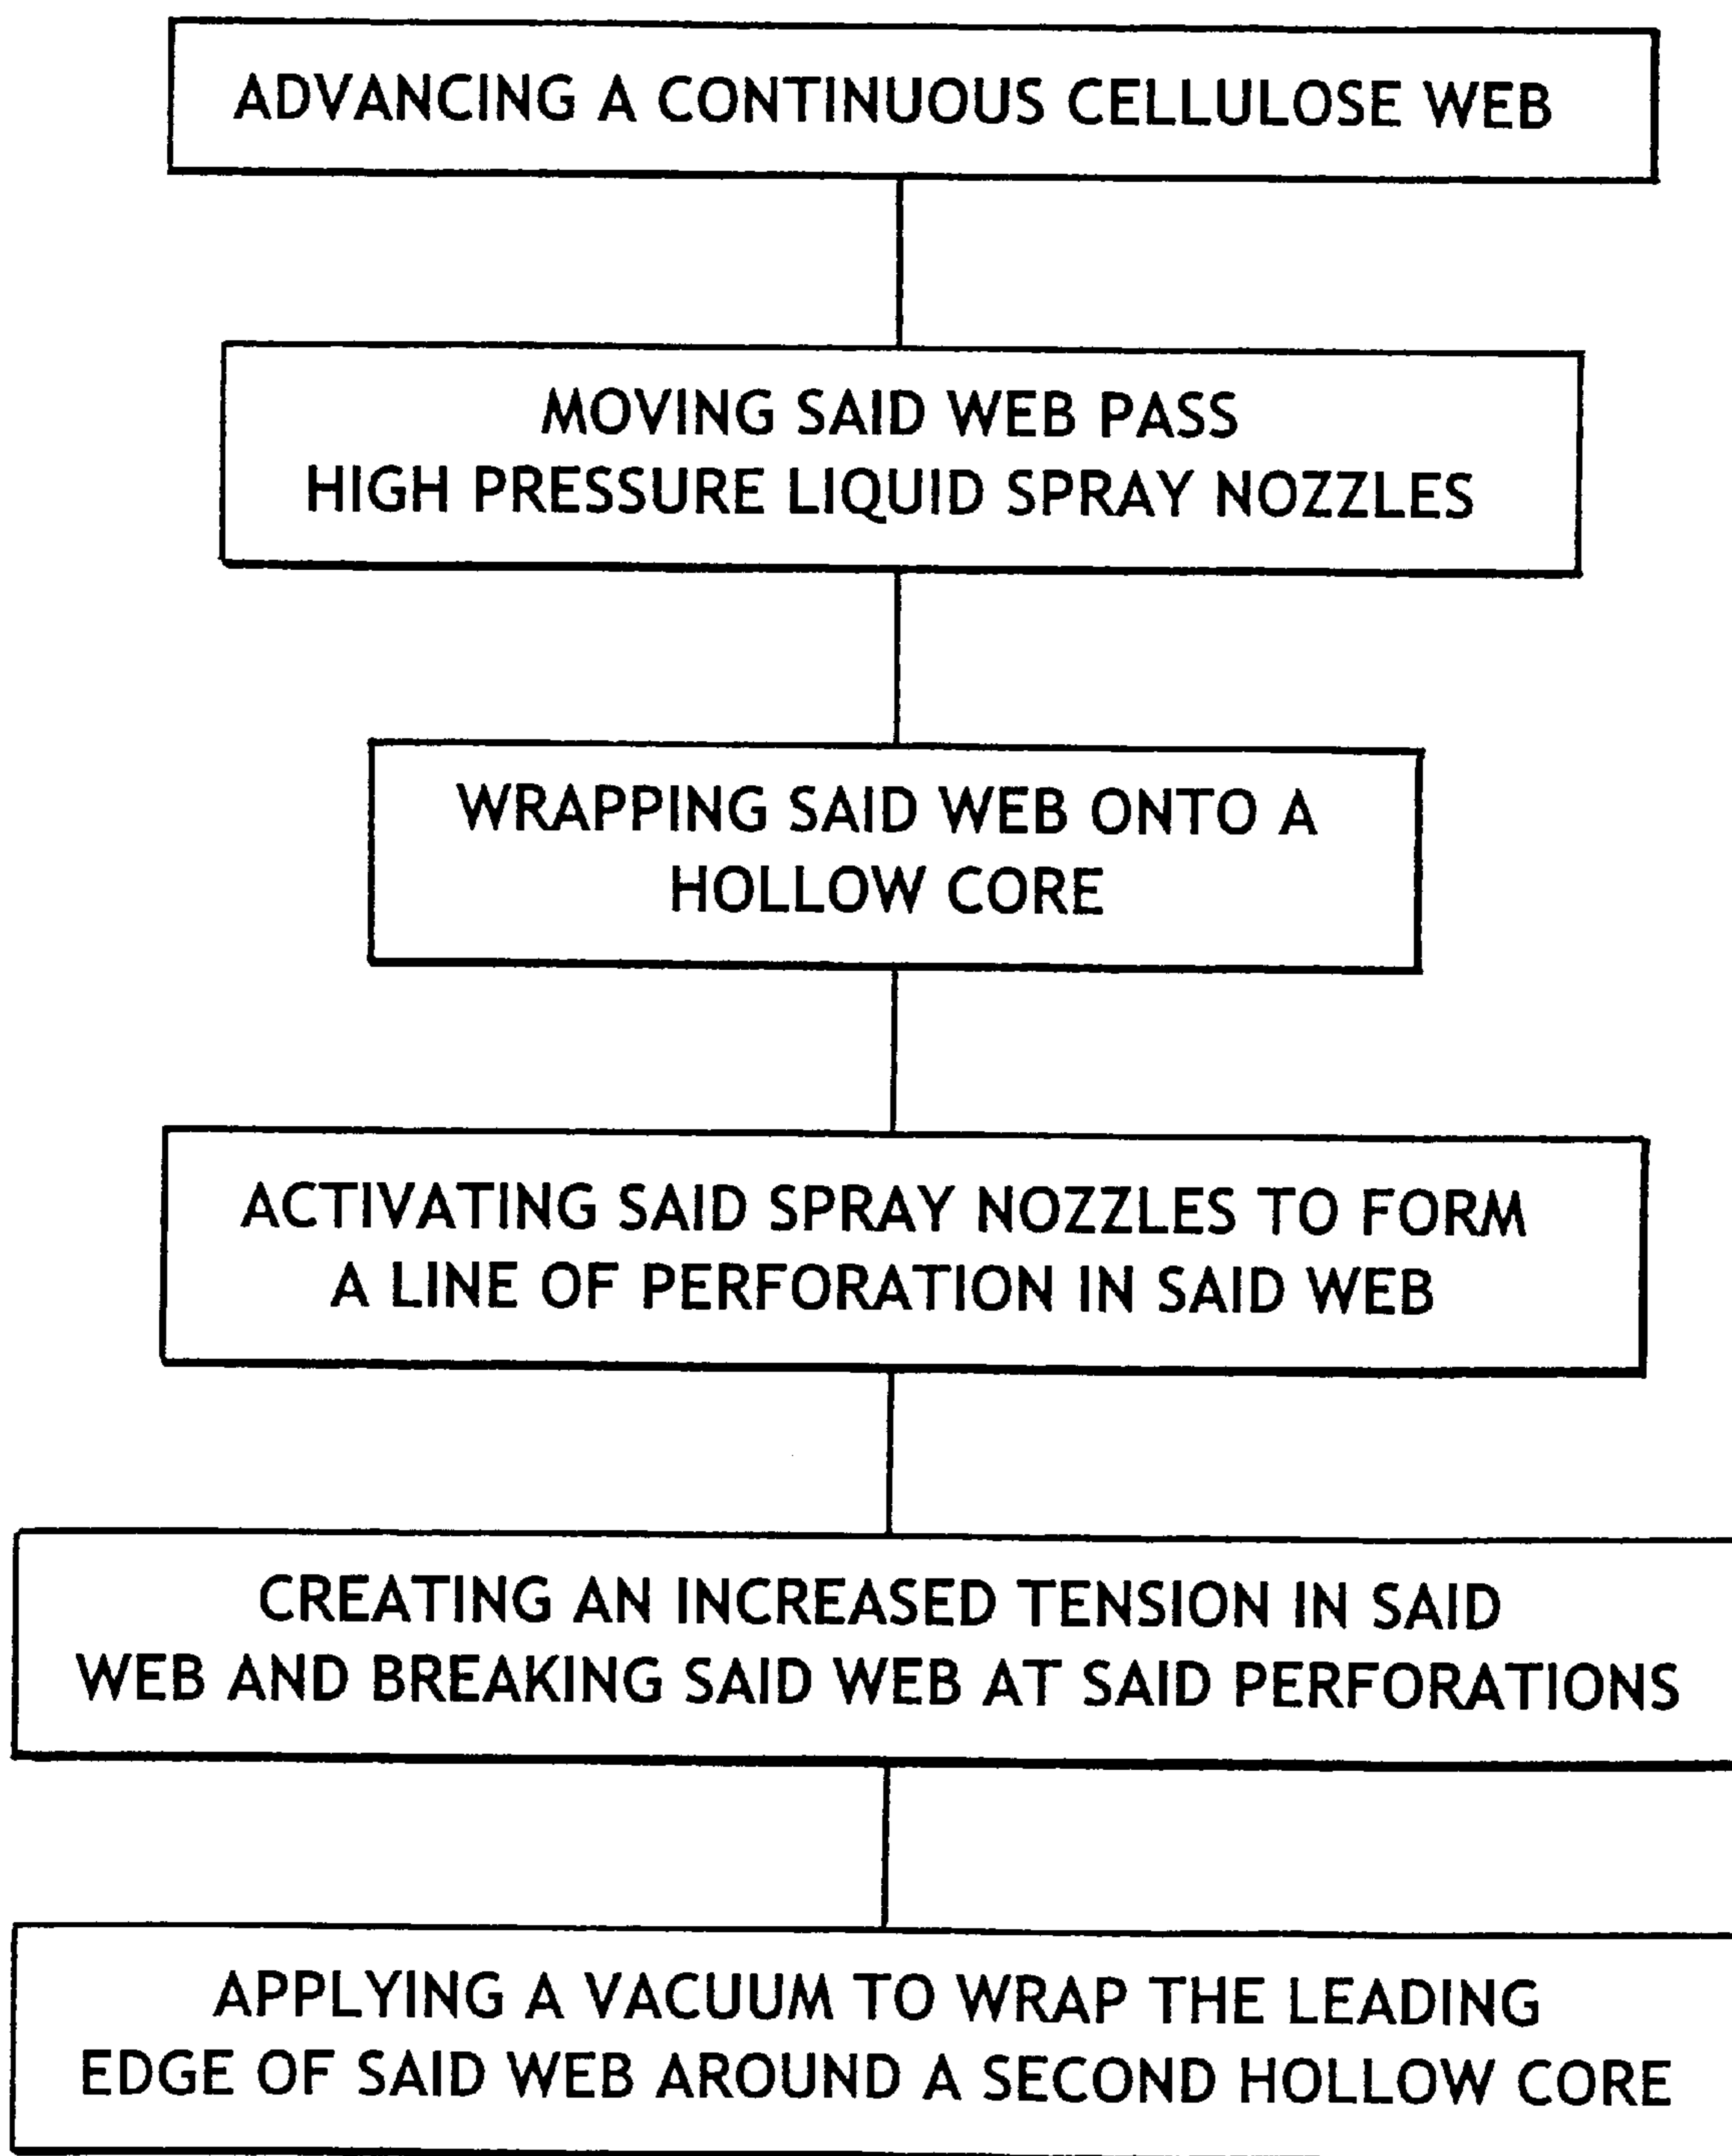 ADVANCING A CONTINUOUS CELLULOSE WEB
MOVING SAID WEB PASS
HIGH PRESSURE LIQUID SPRAY NOZZLES
WRAPPING SAID WEB ONTO A
HOLLOW CORE
ACTIVATING SAID SPRAY NOZZLES TO FORM
A LINE OF PERFORATION IN SAID WEB
CREATING AN INCREASED TENSION IN SAID
WEB AND BREAKING SAID WEB AT SAID PERFORATIONS
APPLYING A VACUUM TO WRAP THE LEADING
EDGE OF SAID WEB AROUND A SECOND HOLLOW CORE